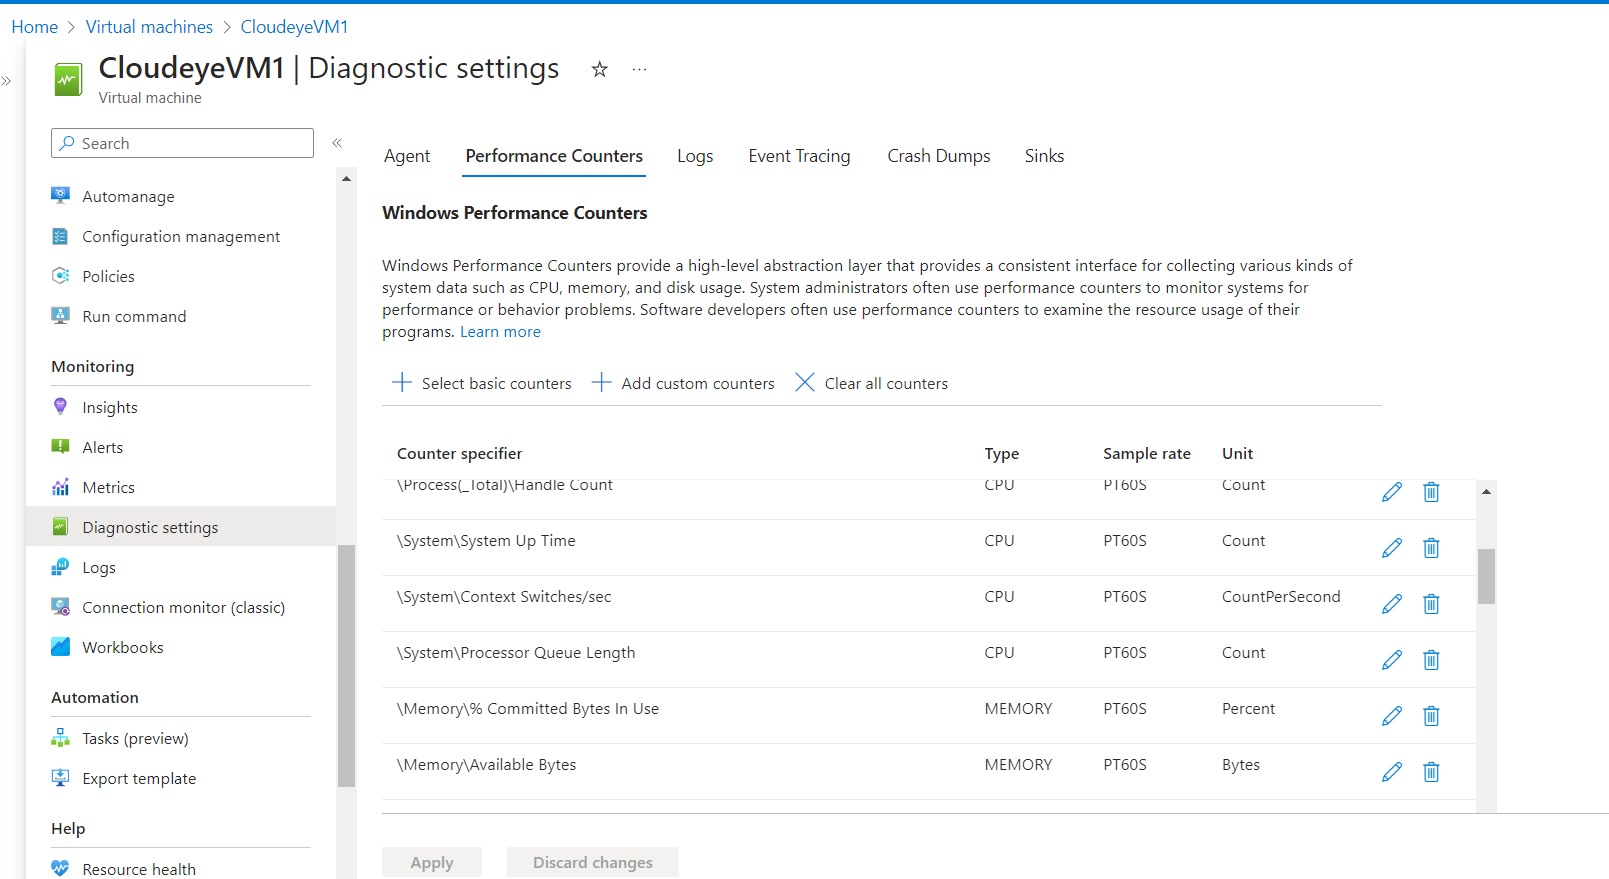 Home > Virtual machines > CloudeyeVM1
CloudeyeVM1 | Diagnostic settings
Virtual machine
Search
Automanage
Configuration management
Policies
Run command
Monitoring
Insights
Alerts
Metrics
Diagnostic settings
Logs
Connection monitor (classic)
Workbooks
Automation
Tasks (preview)
Export template
Help
Resource health
Agent Performance Counters Logs Event Tracing Crash Dumps Sinks
Windows Performance Counters
Windows Performance Counters provide a high-level abstraction layer that provides a consistent interface for collecting various kinds of
system data such as CPU, memory, and disk usage. System administrators often use performance counters to monitor systems for
performance or behavior problems. Software developers often use performance counters to examine the resource usage of their
programs. Learn more
Select basic counters Add custom counters Clear all counters
Counter specifier Type Sample rate Unit
\Process(_Total)\Handle Count CPU PT60S Count
\System\System Up Time CPU PT60S Count
\System\Context Switches/sec CPU PT60S CountPerSecond
\System\Processor Queue Length CPU PT60S Count
\Memory\% Committed Bytes In Use MEMORY PT60S Percent
\Memory\Available Bytes MEMORY PT60S Bytes
Apply Discard changes